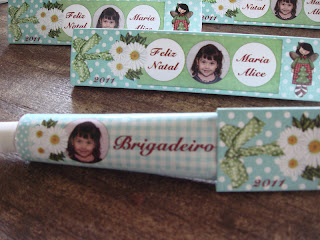 Feliz
Natal
Maria
Alice
2011
Feliz
Natal
Maria
Alice
2011
Brigadeiro
2011